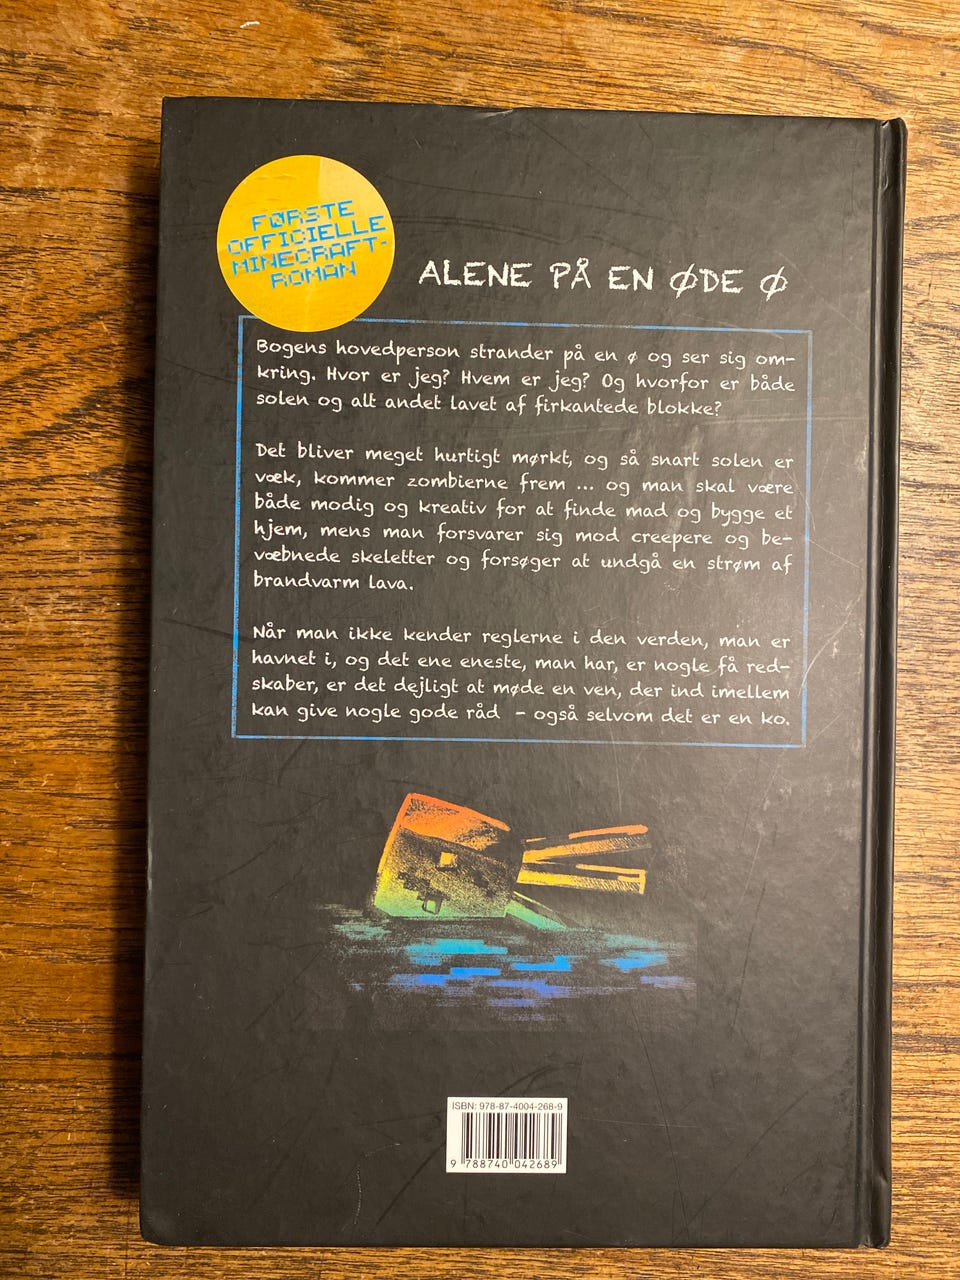 FØRSTE
OFFICIELLE
MINECRAFT-
ROMAN
ALENE PÅ EN ØDE Ø
Bogens hovedperson strander på en ø og ser sig om-
kring. Hvor er jeg? Hvem er jeg? Og hvorfor er både
solen og alt andet lavet af firkantede blokke?
Det bliver meget hurtigt mørkt, og så snart solen er
væk, kommer zombierne frem ... og man skal være
både modig og kreativ for at finde mad og bygge et
hjem, mens man forsvarer sig mod creepere og be-
væbnede skeletter og forsøger at undgå en strøm af
brandvarm lava.
Når man ikke kender reglerne i den verden, man er
havnet i, og det ene eneste, man har, er nogle få red-
skaber, er det dejligt at møde en ven, der ind imellem
kan give nogle gode råd - også selvom det er en ko.
ISBN: 978-87-4004-268-9
9 788740 042689